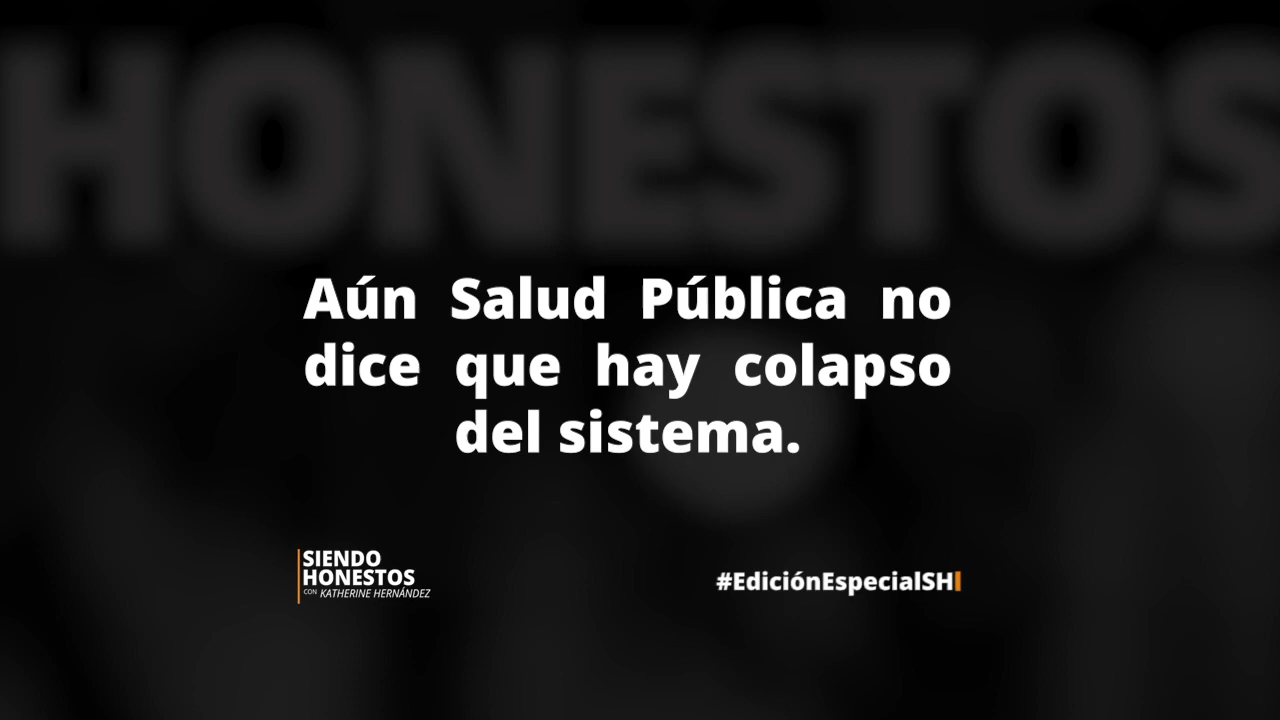 HONESTOS
Aún Salud Pública no
dice que hay colapso
del sistema.
SIENDO
HONESTOS
CON KATHERINE HERNÁNDEZ
#EdiciónEspecialSH